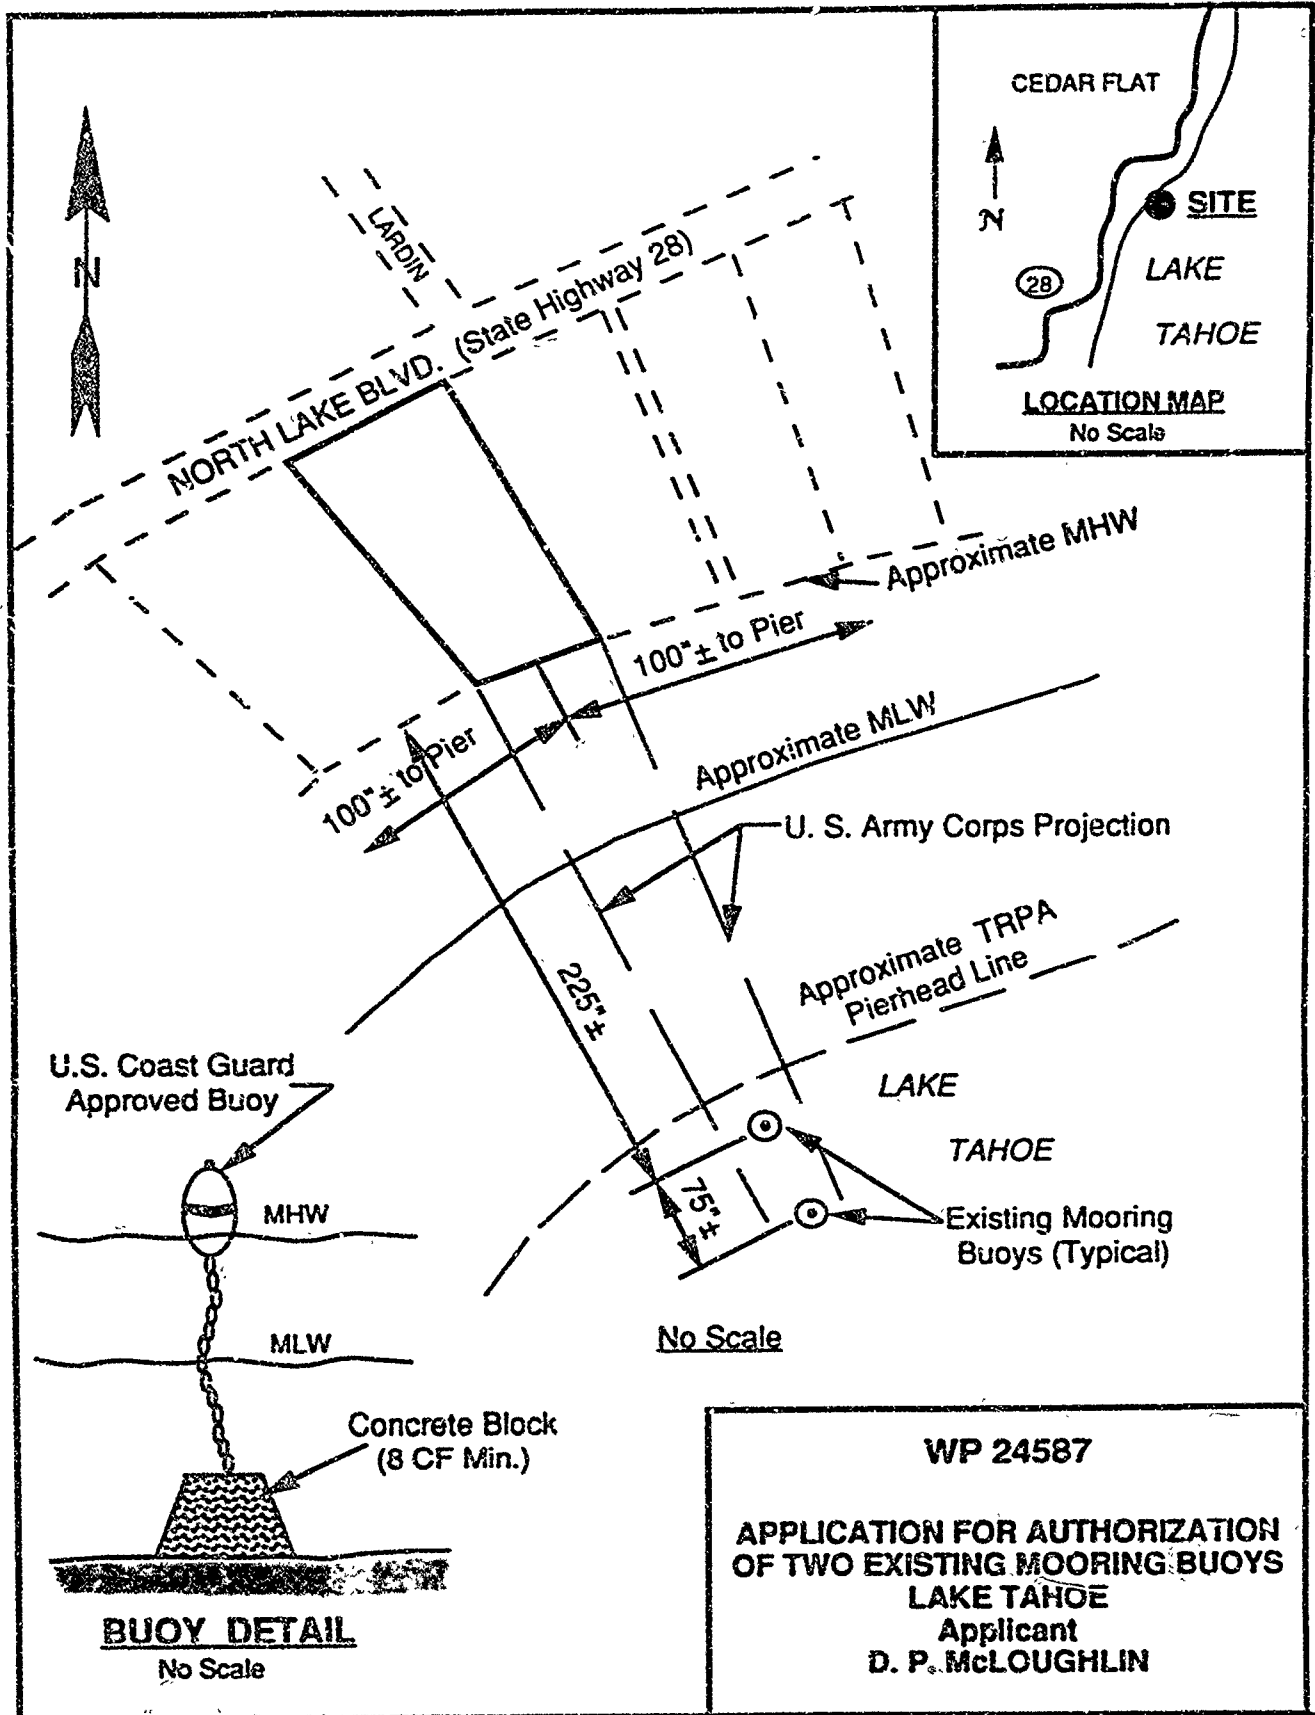 CEDAR FLAT
N
SITE
28
LAKE
TAHOE
LOCATION MAP
No Scale
N
LARDIN
NORTH LAKE BLVD. (State Highway 28)
Approximate MHW
100"± to Pier
100"± to Pier
Approximate MLW
U. S. Army Corps Projection
Approximate TRPA
Pierhead Line
225"±
LAKE
TAHOE
75"±
Existing Mooring
Buoys (Typical)
No Scale
U.S. Coast Guard
Approved Buoy
MHW
MLW
Concrete Block
(8 CF Min.)
BUOY DETAIL
No Scale
WP 24587
APPLICATION FOR AUTHORIZATION
OF TWO EXISTING MOORING BUOYS
LAKE TAHOE
Applicant
D. P. McLOUGHLIN